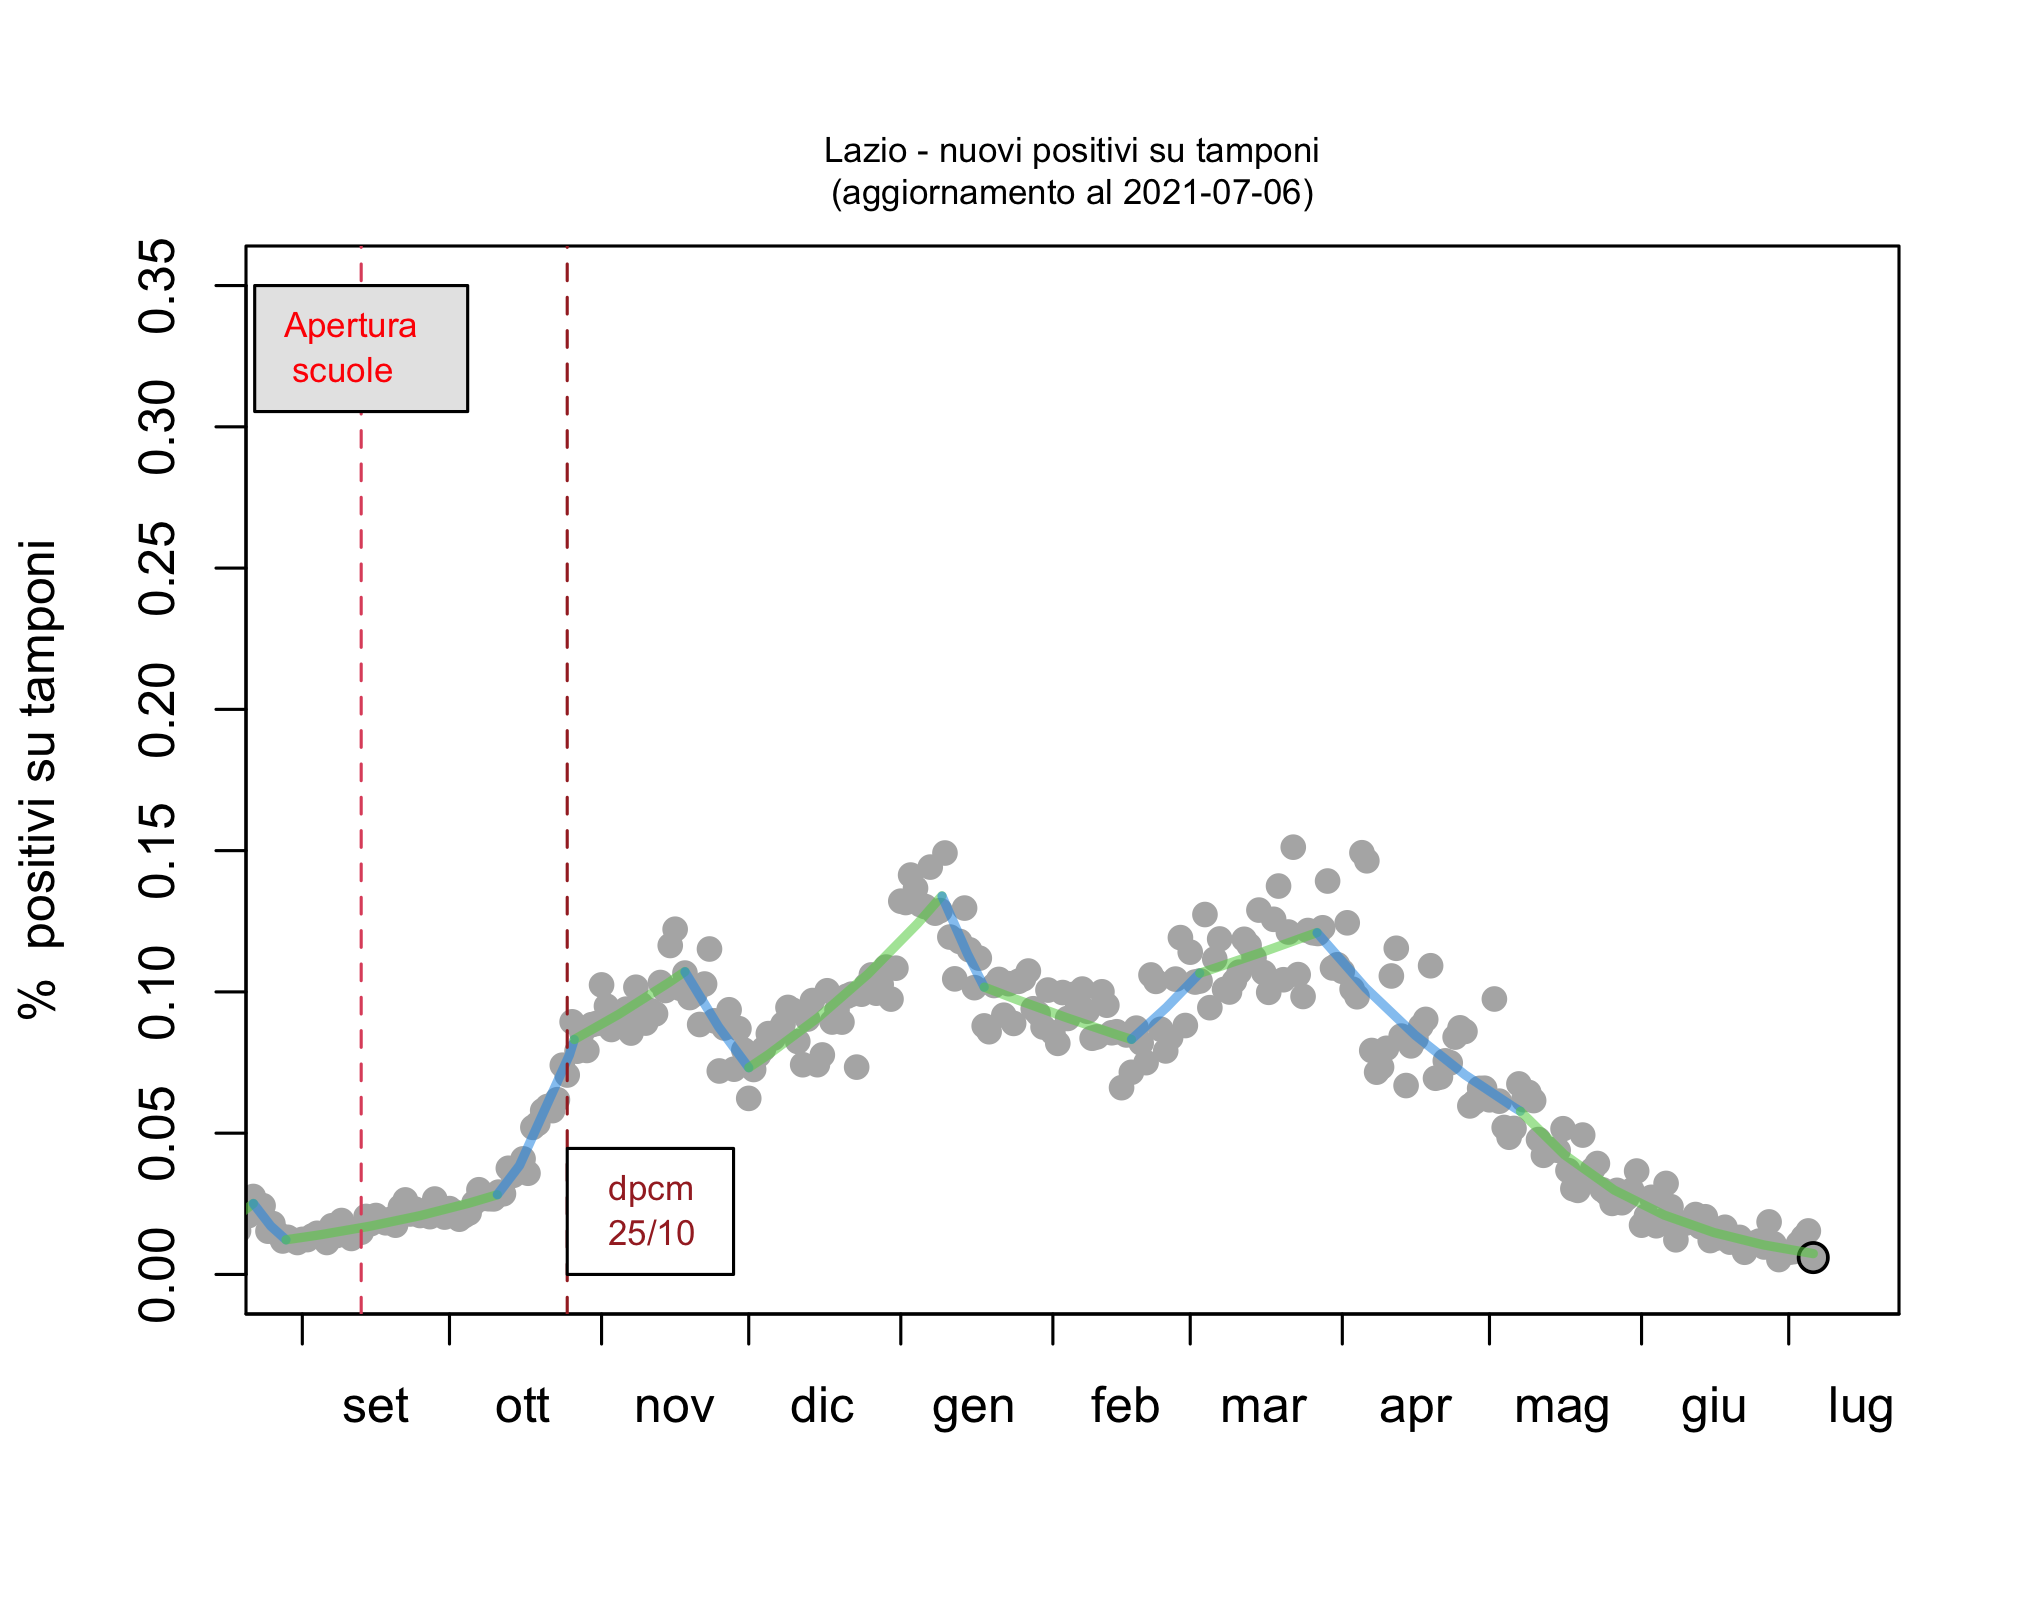 Lazio - nuovi positivi su tamponi
(aggiornamento al 2021-07-06)
% positivi su tamponi
0.35
0.30
0.25
0.20
0.15
0.10
0.05
0.00
Apertura
scuole
dpcm
25/10
set ott nov dic gen feb mar apr mag giu lug